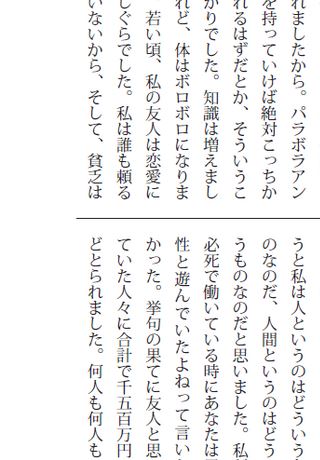 れましたから。パラボラアン
を持っていけば絶対こっちか
れるはずだとか、そういうこ
かりでした。知識は増えまし
れど、体はボロボロになりま
若い頃、私の友人は恋愛に
しぐらでした。私は誰も頼る
いないから、そして、貧乏は
うと私は人というのはどういう
のなのだ、人間というのはどう
うものなのだと思いました。私
必死で働いている時にあなたは
性と遊んでいたよねって言い
かった。挙句の果てに友人と思
ていた人々に合計で千五百万円
どとられました。何人も何人も